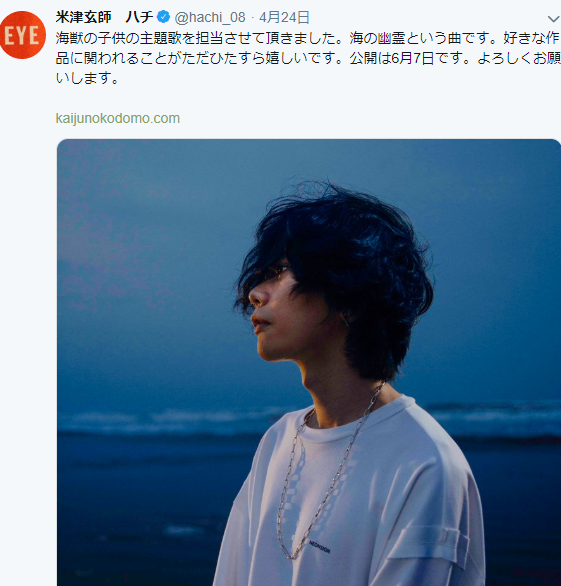 EYE
米津玄師 ハチ @hachi_08・4月24日
海獣の子供の主題歌を担当させて頂きました。海の幽霊という曲です。好きな作
品に関われることがただひたすら嬉しいです。公開は6月7日です。よろしくお願
いします。
kaijunokodomo.com